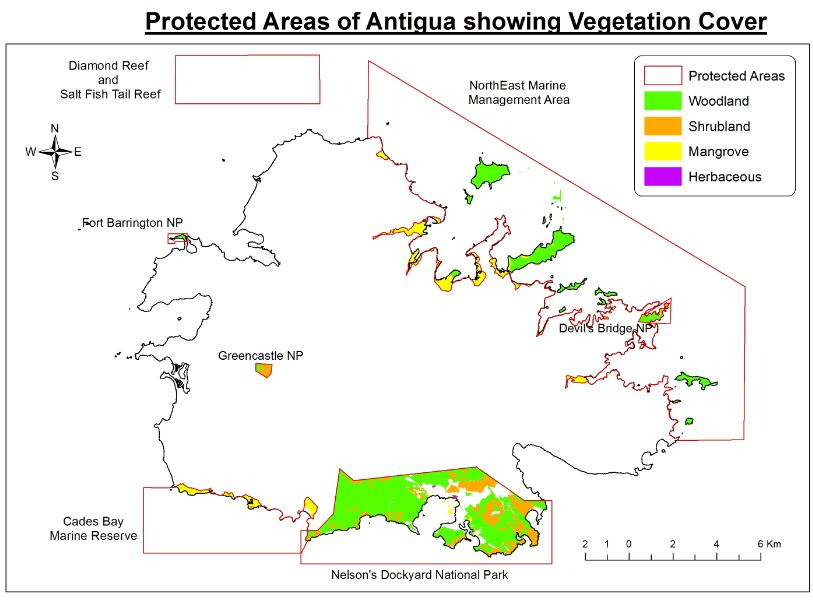 Protected Areas of Antigua showing Vegetation Cover
Diamond Reef
and
Salt Fish Tail Reef
NorthEast Marine
Management Area
Protected Areas
Woodland
Shrubland
Mangrove
Herbaceous
N
W E
S
Fort Barrington NP
Devil's Bridge NP
Greencastle NP
Cades Bay
Marine Reserve
Nelson's Dockyard National Park
2 1 0 2 4 6 Km